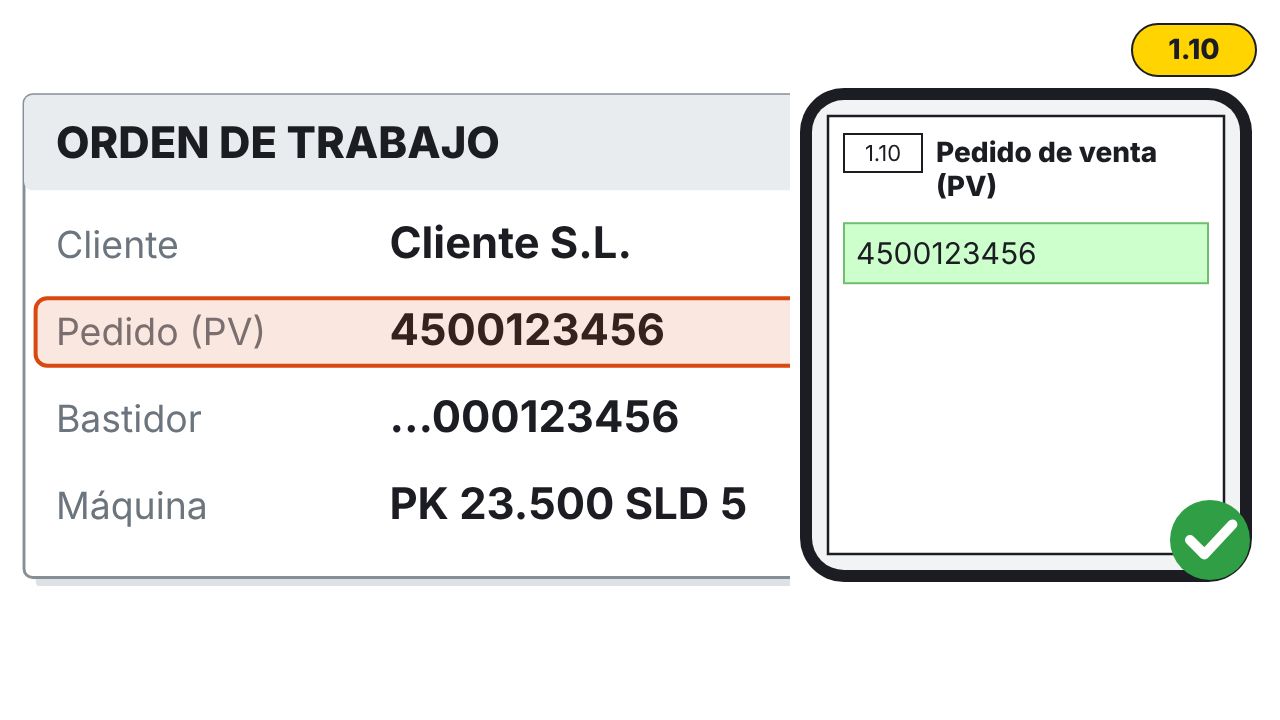 1.10
ORDEN DE TRABAJO
Cliente Cliente S.L.
Pedido (PV) 4500123456
Bastidor ...000123456
Máquina PK 23.500 SLD 5
1.10 Pedido de venta
(PV)
4500123456